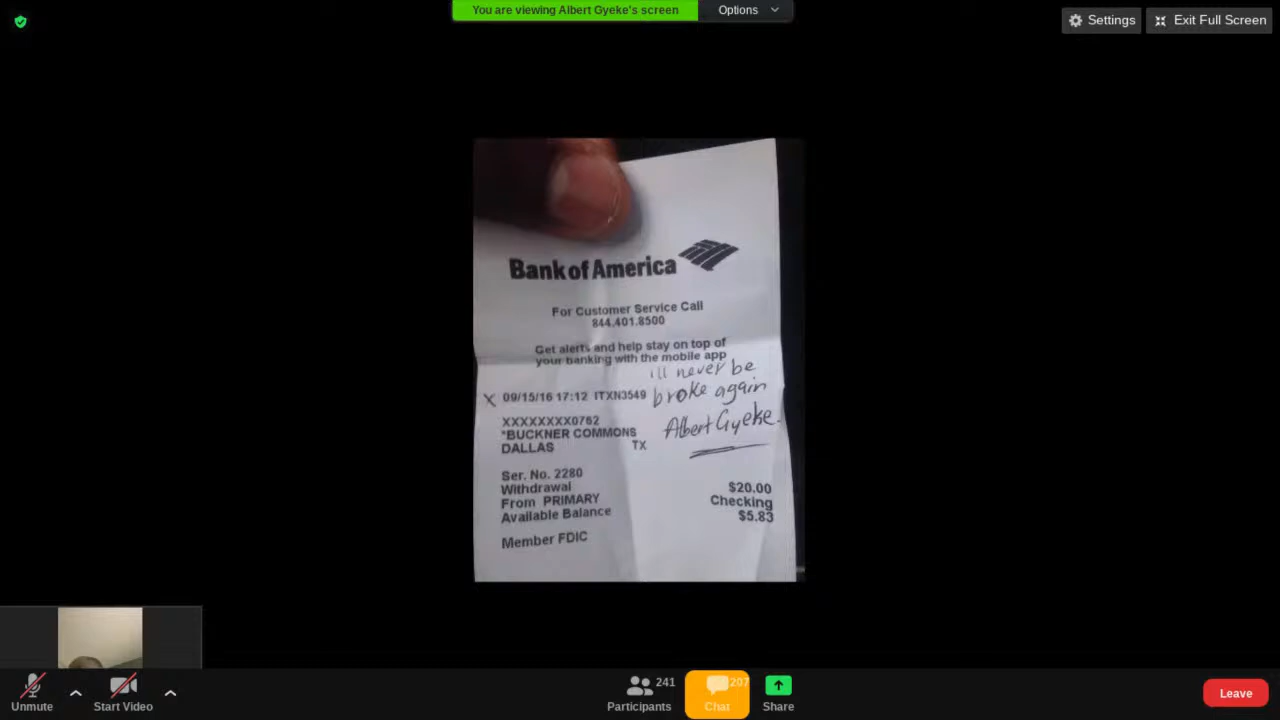 You are viewing Albert Gyeke's screen
Options
Settings
Exit Full Screen
Bank of America
For Customer Service Call
844.401.8500
Get alerts and help stay on top of
your banking with the mobile app
ill never be
broke again
Albert Gyeke.
X 09/15/16 17:12 ITXN3549
XXXXXXXX0762
*BUCKNER COMMONS
DALLAS TX
Ser. No. 2280
Withdrawal $20.00
From PRIMARY Checking
Available Balance $5.83
Member FDIC
Unmute
Start Video
Participants 241
Chat 207
Share
Leave